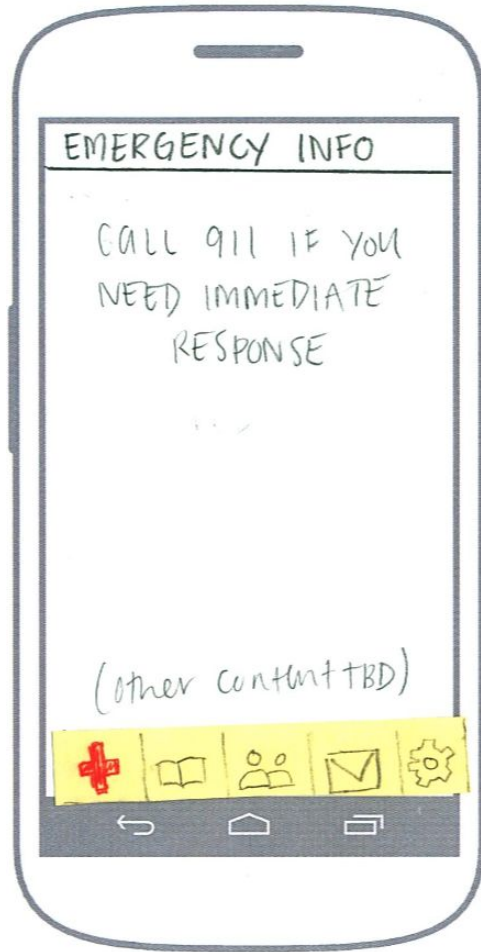 EMERGENCY INFO
CALL 911 IF YOU
NEED IMMEDIATE
RESPONSE
(other content TBD)